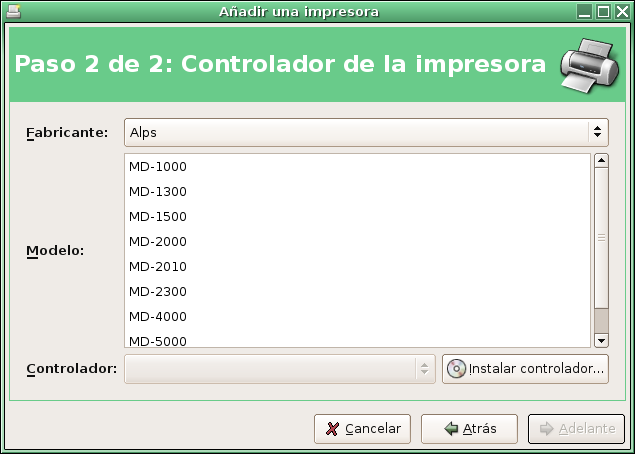 Añadir una impresora
Paso 2 de 2: Controlador de la impresora
Fabricante:
Alps
Modelo:
MD-1000
MD-1300
MD-1500
MD-2000
MD-2010
MD-2300
MD-4000
MD-5000
Controlador:
Instalar controlador...
Cancelar
Atrás
Adelante